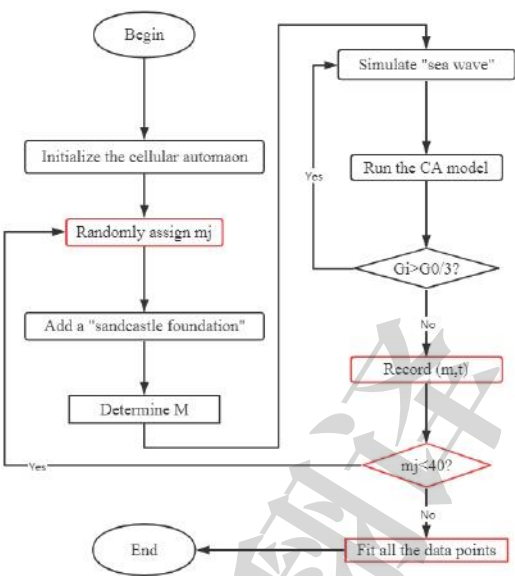 Begin
Initialize the cellular automaon
Randomly assign mj
Add a "sandcastle foundation"
Determine M
Simulate "sea wave"
Run the CA model
Yes
Gi>G0/3?
No
Record (m,t)
mj<40?
Yes
No
Fit all the data points
End